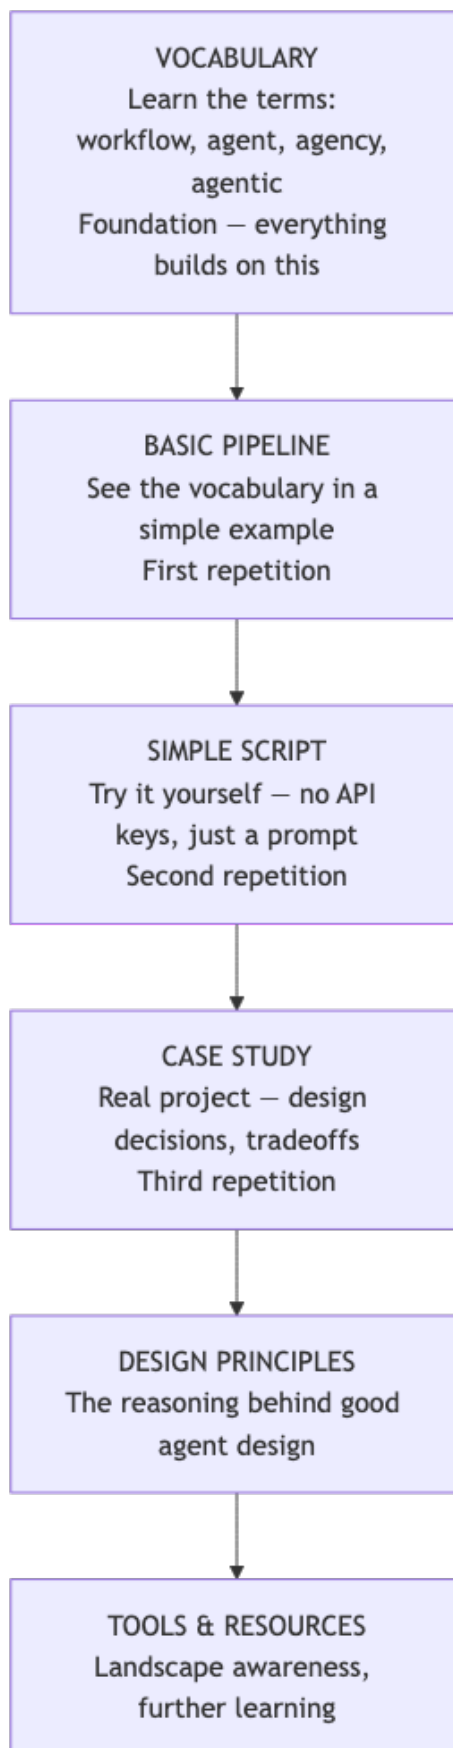 VOCABULARY
Learn the terms:
workflow, agent, agency,
agentic
Foundation — everything
builds on this
BASIC PIPELINE
See the vocabulary in a
simple example
First repetition
SIMPLE SCRIPT
Try it yourself — no API
keys, just a prompt
Second repetition
CASE STUDY
Real project — design
decisions, tradeoffs
Third repetition
DESIGN PRINCIPLES
The reasoning behind good
agent design
TOOLS & RESOURCES
Landscape awareness,
further learning